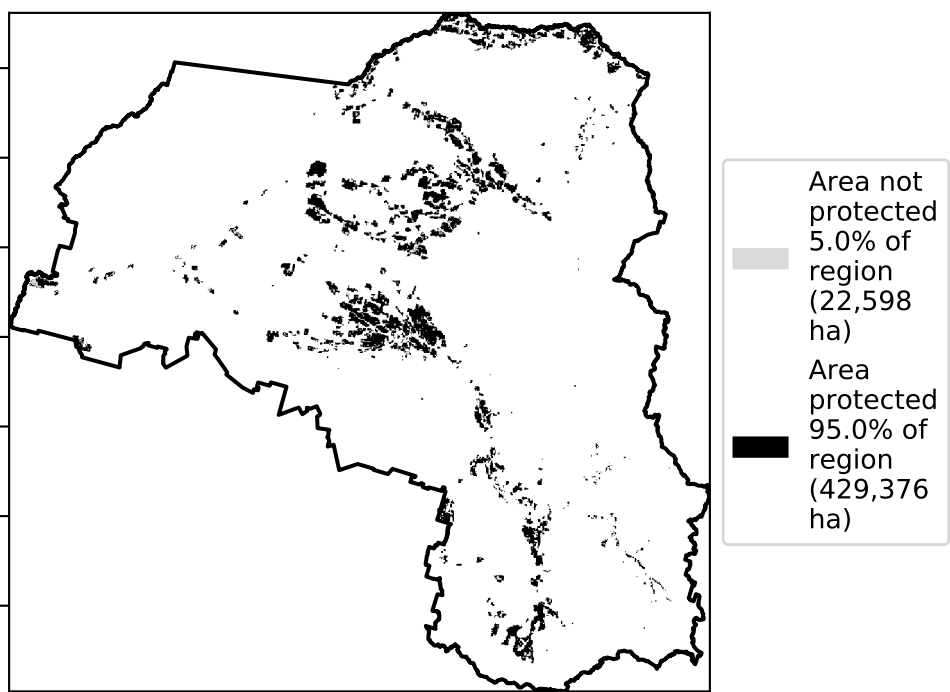 Area not
protected
5.0% of
region
(22,598
ha)
Area
protected
95.0% of
region
(429,376
ha)